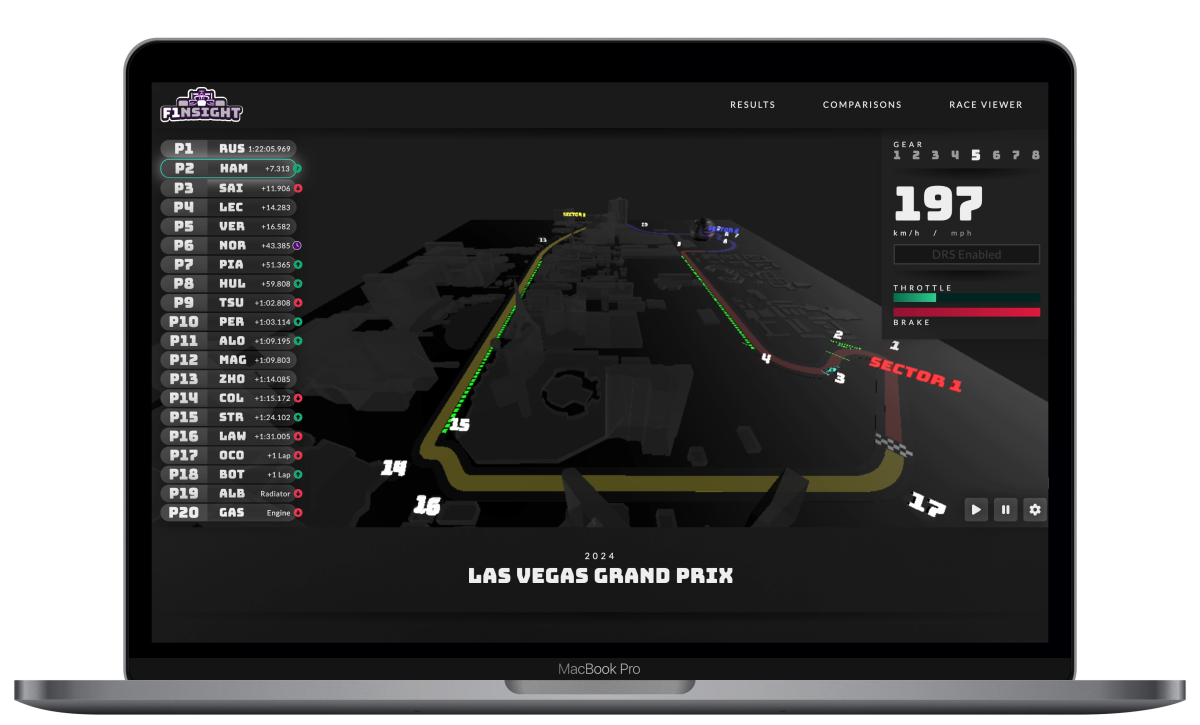 F1NSIGHT
RESULTS COMPARISONS RACE VIEWER
P1 RUS 1:22:05.969
P2 HAM +7.313
P3 SAI +11.906
P4 LEC +14.283
P5 VER +16.582
P6 NOR +43.385
P7 PIA +51.365
P8 HUL +59.808
P9 TSU +1:02.808
P10 PER +1:03.114
P11 ALO +1:09.195
P12 MAG +1:09.803
P13 ZHO +1:14.085
P14 COL +1:15.172
P15 STR +1:24.102
P16 LAW +1:31.005
P17 OCO +1 Lap
P18 BOT +1 Lap
P19 ALB Radiator
P20 GAS Engine
GEAR
1 2 3 4 5 6 7 8
197
km/h / mph
DRS Enabled
THROTTLE
BRAKE
13
5
2
1
4
3
SECTOR 1
15
14
16
17
2024
LAS VEGAS GRAND PRIX
MacBook Pro